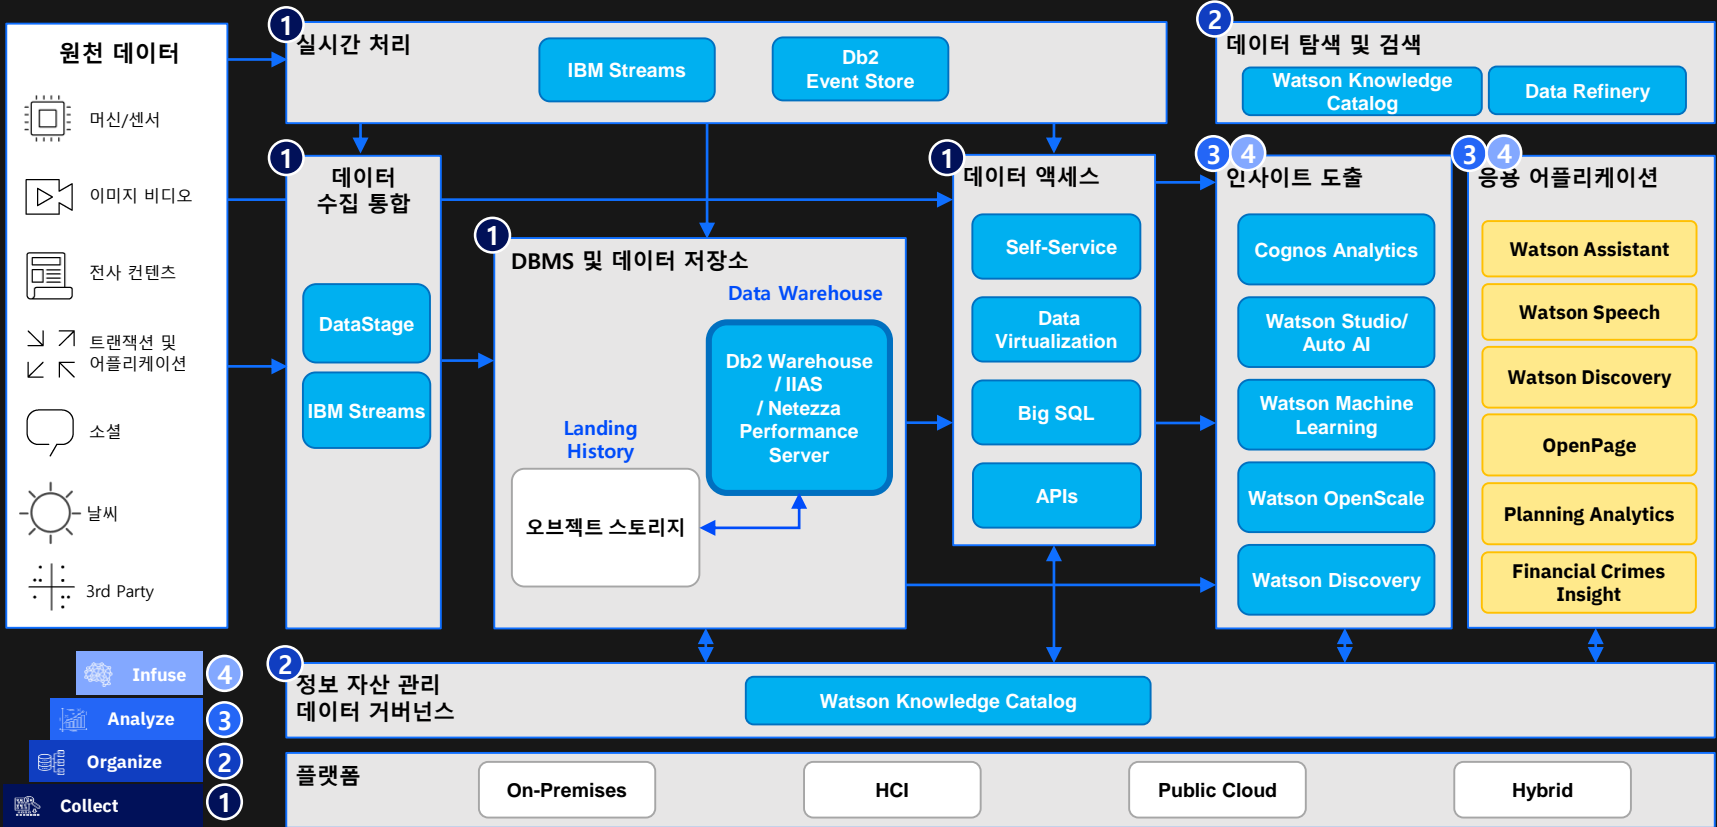 원천 데이터
머신/센서
이미지 비디오
전사 컨텐츠
트랜잭션 및
어플리케이션
소셜
날씨
3rd Party
1
실시간 처리
IBM Streams
Db2
Event Store
2
데이터 탐색 및 검색
Watson Knowledge
Catalog
Data Refinery
1
데이터
수집 통합
DataStage
IBM Streams
1
DBMS 및 데이터 저장소
Data Warehouse
Db2 Warehouse
/ IIAS
/ Netezza
Performance
Server
Landing
History
오브젝트 스토리지
1
데이터 액세스
Self-Service
Data
Virtualization
Big SQL
APIs
3 4
인사이트 도출
Cognos Analytics
Watson Studio/
Auto AI
Watson Machine
Learning
Watson OpenScale
Watson Discovery
3 4
응용 어플리케이션
Watson Assistant
Watson Speech
Watson Discovery
OpenPage
Planning Analytics
Financial Crimes
Insight
Infuse 4
Analyze 3
Organize 2
Collect 1
2
정보 자산 관리
데이터 거버넌스
Watson Knowledge Catalog
플랫폼
On-Premises
HCI
Public Cloud
Hybrid